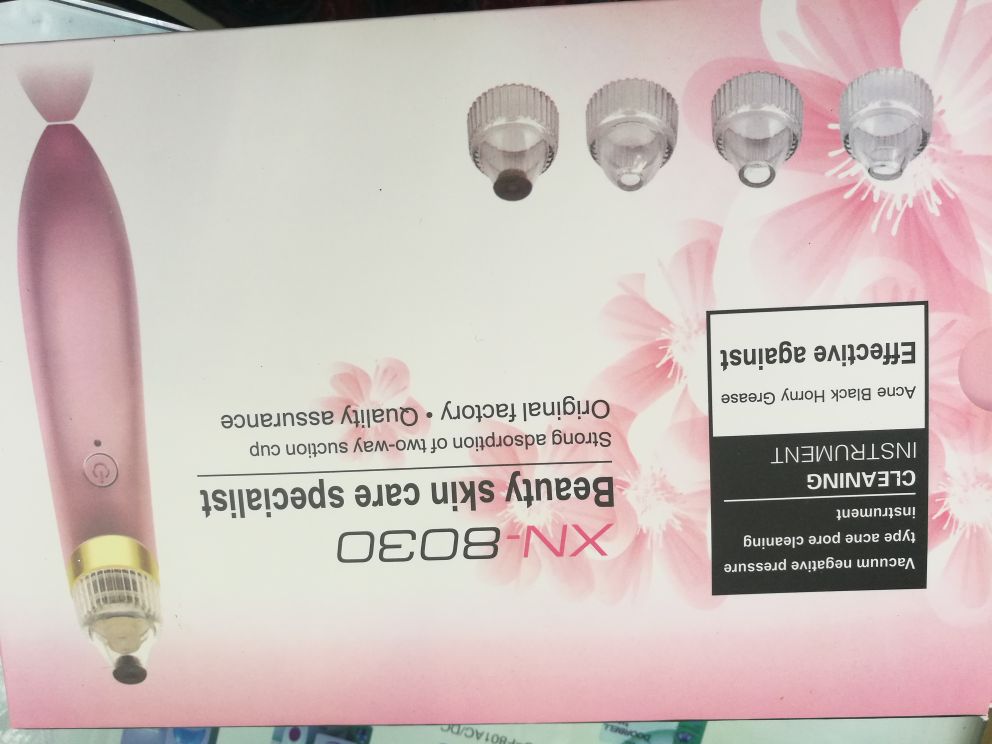 Vacuum negative pressure
type acne pore cleaning
instrument
CLEANING
INSTRUMENT
Acne Black Horny Grease
Effective against
XN-8030
Beauty skin care specialist
Strong adsorption of two-way suction cup
Original factory • Quality assurance
DOORBELL